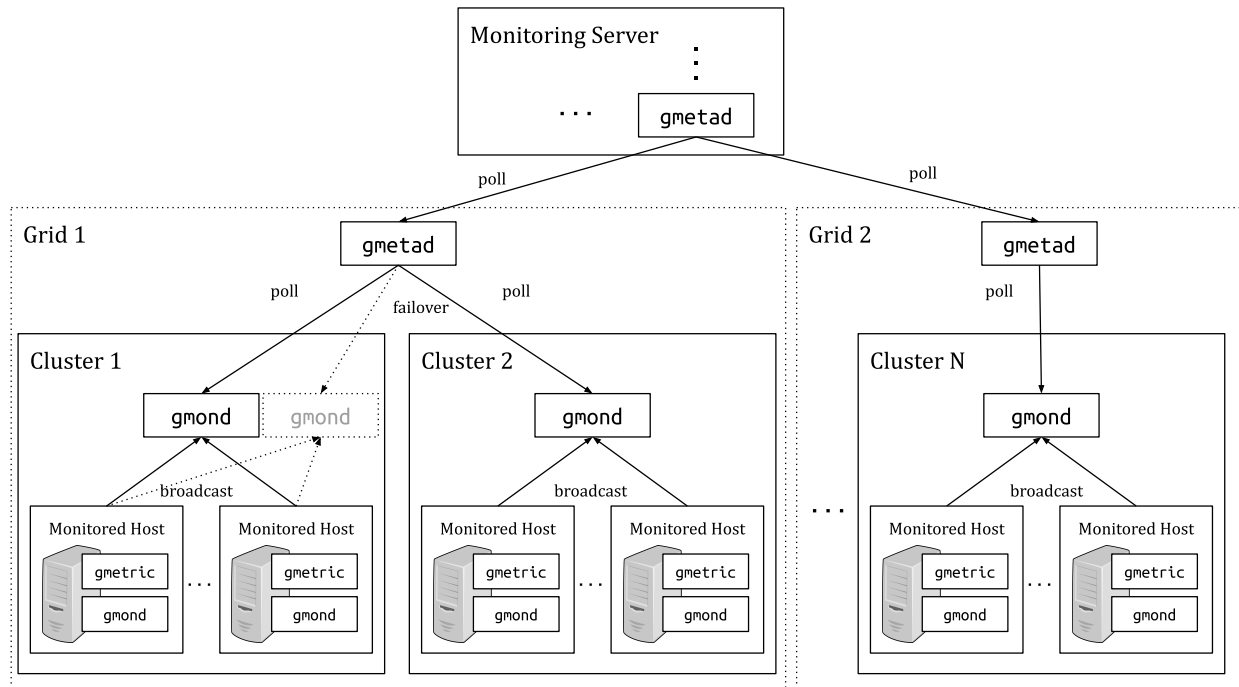 Monitoring Server
gmetad
poll
poll
Grid 1
gmetad
Grid 2
gmetad
poll
failover
poll
poll
Cluster 1
gmond
gmond
Cluster 2
gmond
Cluster N
gmond
broadcast
broadcast
broadcast
Monitored Host
gmetric
gmond
...
Monitored Host
gmetric
gmond
Monitored Host
gmetric
gmond
...
Monitored Host
gmetric
gmond
...
Monitored Host
gmetric
gmond
...
Monitored Host
gmetric
gmond